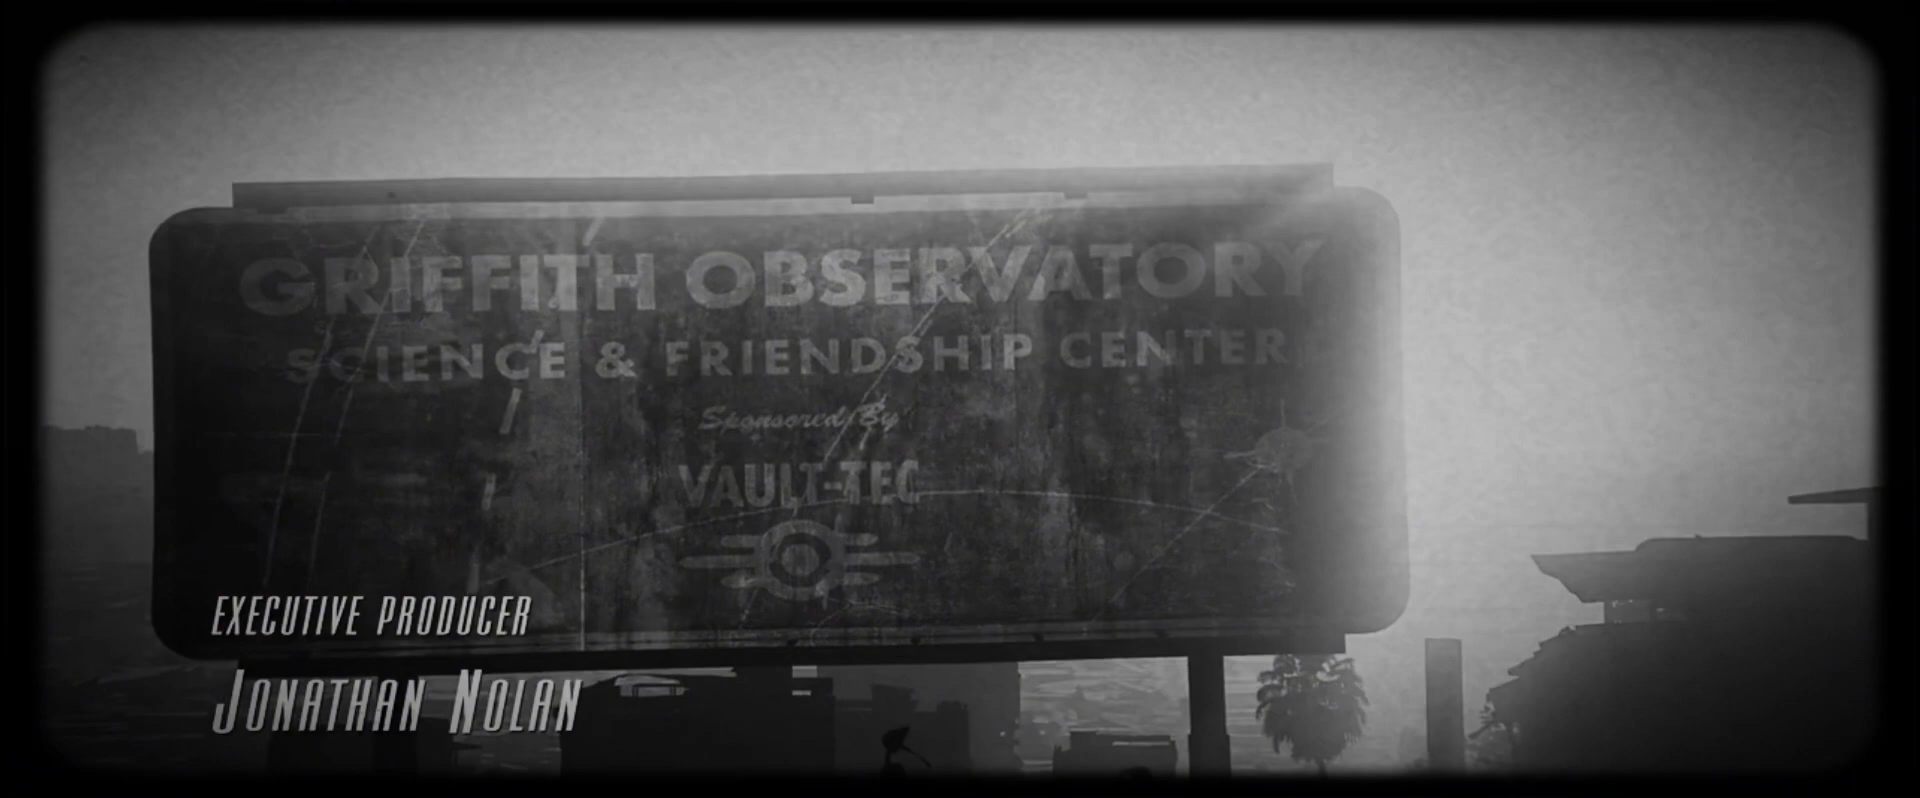 GRIFFITH OBSERVATORY
SCIENCE & FRIENDSHIP CENTER
Sponsored By
VAULT-TEC
EXECUTIVE PRODUCER
JONATHAN NOLAN